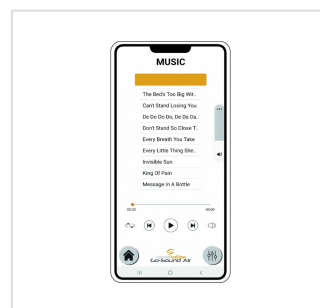 MUSIC
The Bed's Too Big Wit..
Can't Stand Losing You
De Do Do Do, De Da Da..
Don't Stand So Close T..
Every Breath You Take
Every Little Thing She..
Invisible Sun
King Of Pain
Message In A Bottle
00:00 00:00
Go-Sound Air